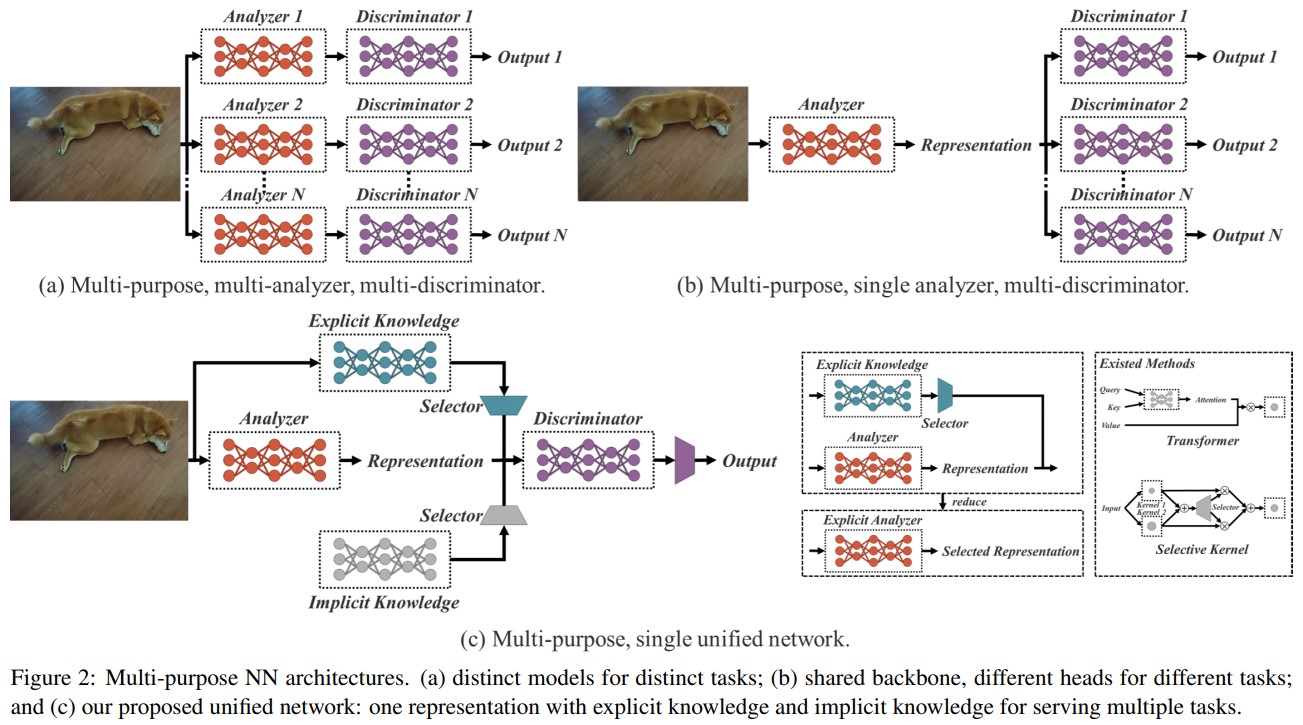 Analyzer 1 Discriminator 1
Output 1
Analyzer 2 Discriminator 2
Output 2
Analyzer N Discriminator N
Output N
(a) Multi-purpose, multi-analyzer, multi-discriminator.
Discriminator 1
Output 1
Analyzer Discriminator 2
Representation Output 2
Discriminator N
Output N
(b) Multi-purpose, single analyzer, multi-discriminator.
Explicit Knowledge
Selector
Analyzer Discriminator
Representation Output
Selector
Implicit Knowledge
Explicit Knowledge
Selector
Analyzer
Representation
reduce
Explicit Analyzer
Selected Representation
Existed Methods
Query
Key
Attention
Value
Transformer
Input
Kernel 1
Kernel 2
Selector
Selective Kernel
(c) Multi-purpose, single unified network.
Figure 2: Multi-purpose NN architectures. (a) distinct models for distinct tasks; (b) shared backbone, different heads for different tasks;
and (c) our proposed unified network: one representation with explicit knowledge and implicit knowledge for serving multiple tasks.